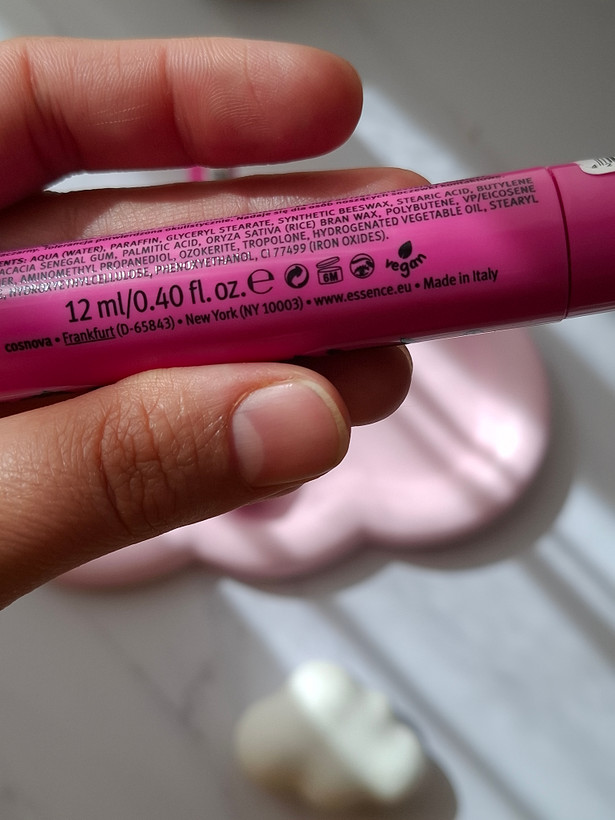 ENTS: AQUA (WATER), PARAFFIN, GLYCERYL STEARATE, SYNTHETIC BEESWAX, STEARIC ACID, BUTYLENE
ACACIA SENEGAL GUM, PALMITIC ACID, ORYZA SATIVA (RICE) BRAN WAX, POLYBUTENE, VP/EICOSENE
ER, AMINOMETHYL PROPANEDIOL, OZOKERITE, TROPOLONE, HYDROGENATED VEGETABLE OIL, STEARYL
HYDROXYETHYLCELLULOSE, PHENOXYETHANOL, CI 77499 (IRON OXIDES).
12 ml/0.40 fl. oz. e 6M vegan
cosnova • Frankfurt (D-65843) • New York (NY 10003) • www.essence.eu • Made in Italy